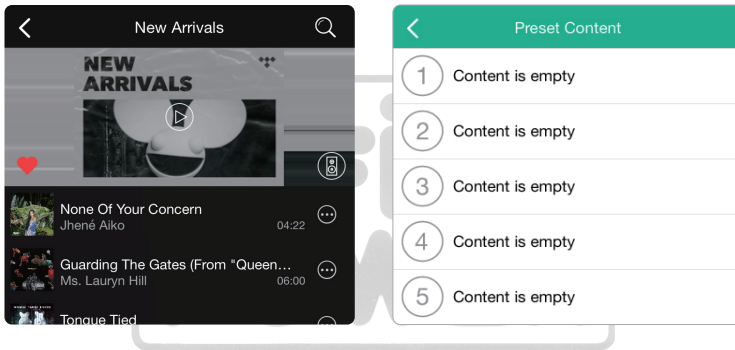 New Arrivals
NEW
ARRIVALS
None Of Your Concern
Jhené Aiko
04:22
Guarding The Gates (From "Queen...
Ms. Lauryn Hill
06:00
Tongue Tied
Preset Content
1 Content is empty
2 Content is empty
3 Content is empty
4 Content is empty
5 Content is empty